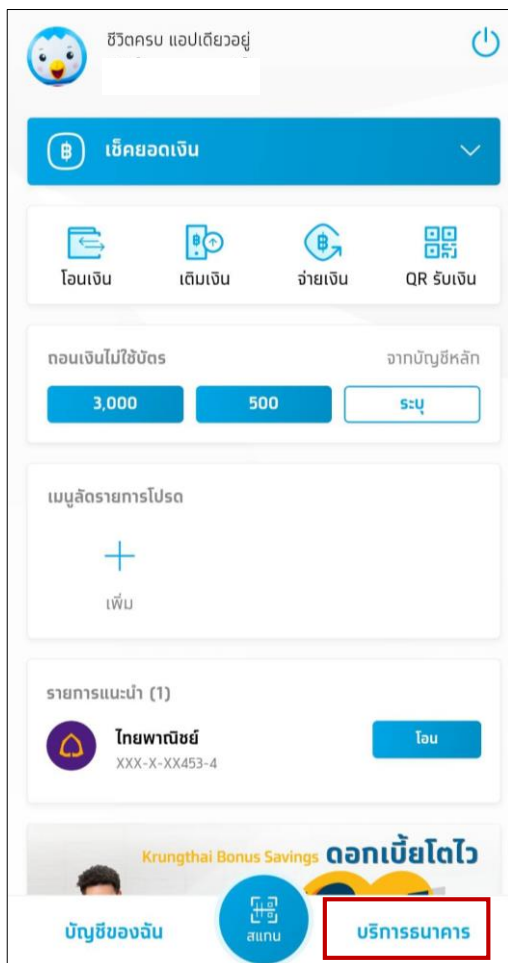 ชีวิตครบ แอปเดียวอยู่
เช็คยอดเงิน
โอนเงิน เติมเงิน จ่ายเงิน QR รับเงิน
ถอนเงินไม่ใช้บัตร จากบัญชีหลัก
3,000 500 ระบุ
เมนูลัดรายการโปรด
เพิ่ม
รายการแนะนำ (1)
ไทยพาณิชย์ โอน
XXX-X-XX453-4
Krungthai Bonus Savings ดอกเบี้ยโตไว
บัญชีของฉัน สแกน บริการธนาคาร